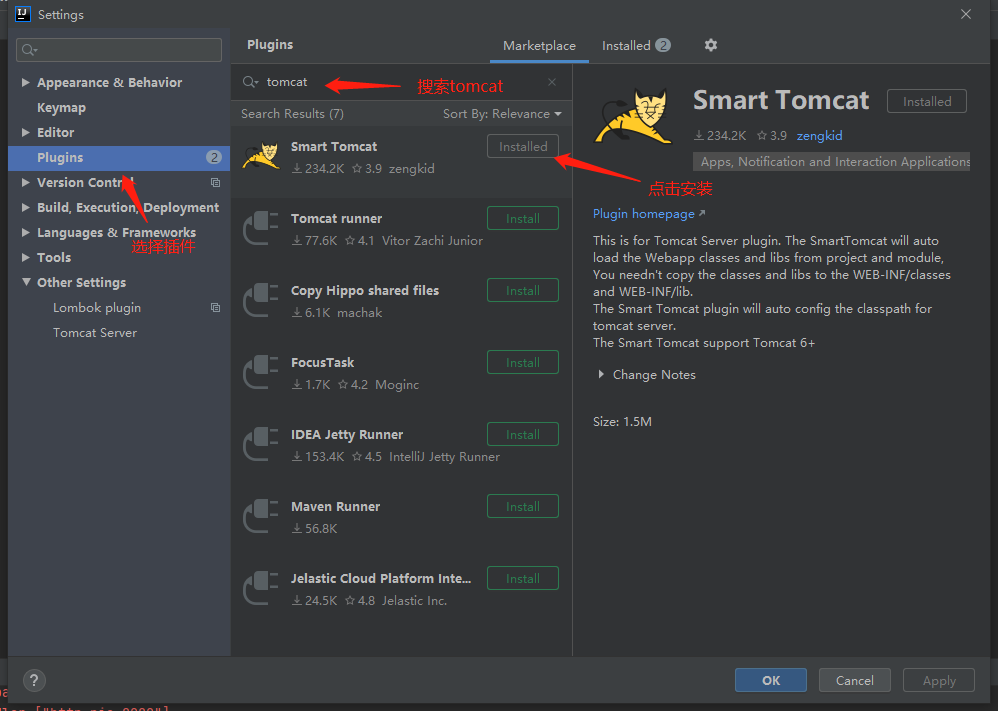 Settings
Plugins
Marketplace
Installed 2
tomcat
搜索tomcat
Appearance & Behavior
Keymap
Editor
Plugins 2
Version Control
Build, Execution, Deployment
Languages & Frameworks
选择插件
Tools
Other Settings
Lombok plugin
Tomcat Server
Search Results (7)
Sort By: Relevance
Smart Tomcat
Installed
234.2K 3.9 zengkid
点击安装
Tomcat runner
Install
77.6K 4.1 Vitor Zachi Junior
Copy Hippo shared files
Install
6.1K machak
FocusTask
Install
1.7K 4.2 Moginc
IDEA Jetty Runner
Install
153.4K 4.5 IntelliJ Jetty Runner
Maven Runner
Install
56.8K
Jelastic Cloud Platform Inte...
Install
24.5K 4.8 Jelastic Inc.
Smart Tomcat
Installed
234.2K 3.9 zengkid
Apps, Notification and Interaction Applications
Plugin homepage
This is for Tomcat Server plugin. The SmartTomcat will auto
load the Webapp classes and libs from project and module,
You needn't copy the classes and libs to the WEB-INF/classes
and WEB-INF/lib.
The Smart Tomcat plugin will auto config the classpath for
tomcat server.
The Smart Tomcat support Tomcat 6+
Change Notes
Size: 1.5M
?
OK
Cancel
Apply